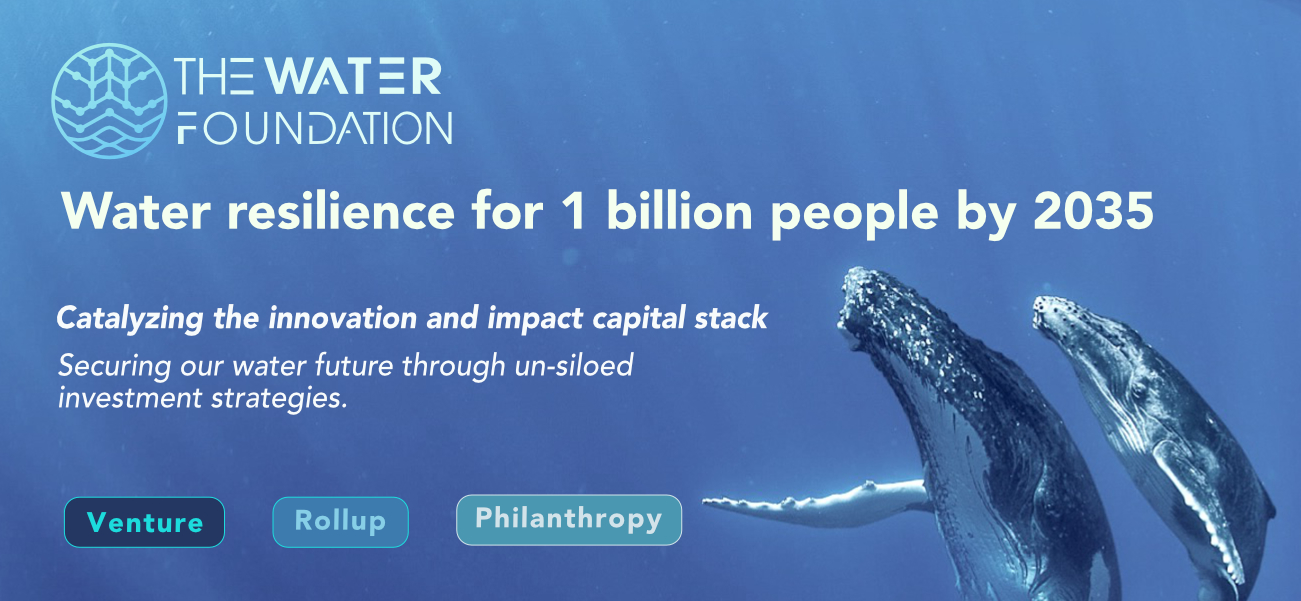 THE WATER
FOUNDATION
Water resilience for 1 billion people by 2035
Catalyzing the innovation and impact capital stack
Securing our water future through un-siloed
investment strategies.
Venture Rollup Philanthropy